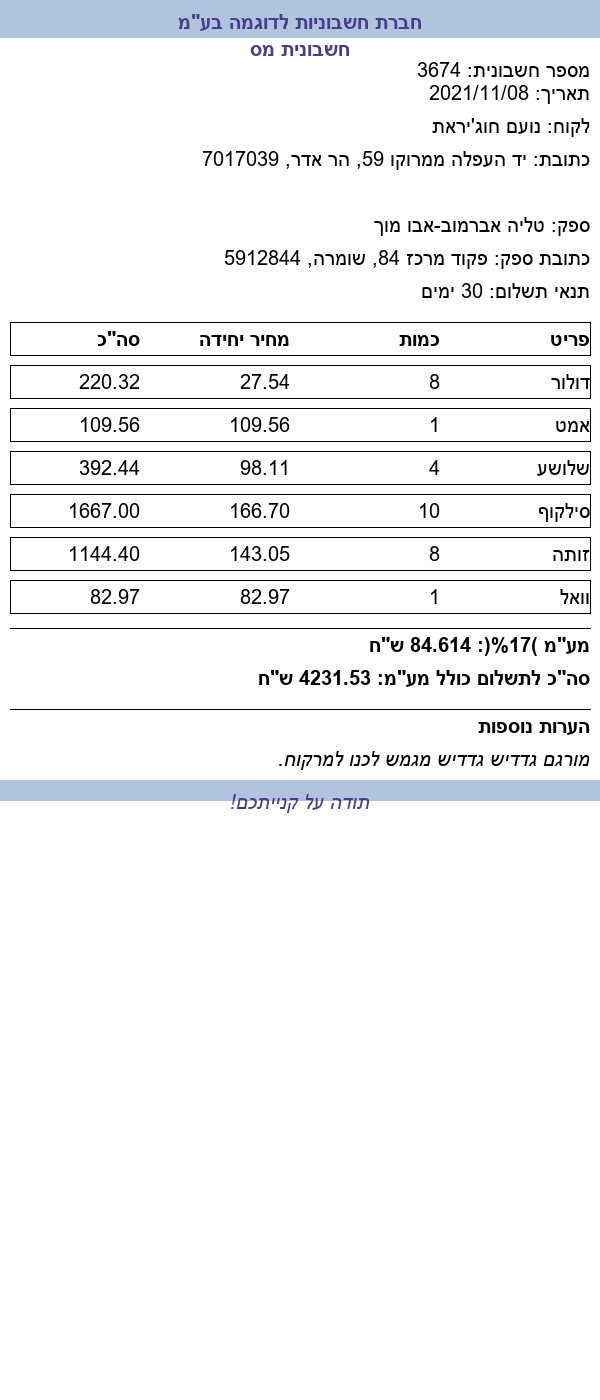 חברת חשבוניות לדוגמה בע"מ
חשבונית מס
מספר חשבונית: 3674
תאריך: 2021/11/08
לקוח: נועם חוג'יראת
כתובת: יד העפלה ממרוקו 59, הר אדר, 7017039
ספק: טליה אברמוב-אבו מוך
כתובת ספק: פקוד מרכז 84, שומרה, 5912844
תנאי תשלום: 30 ימים
פריט כמות מחיר יחידה סה"כ
דולור 8 27.54 220.32
אמט 1 109.56 109.56
שלושע 4 98.11 392.44
סילקוף 10 166.70 1667.00
זותה 8 143.05 1144.40
וואל 1 82.97 82.97
מע"מ )17%(: 84.614 ש"ח
סה"כ לתשלום כולל מע"מ: 4231.53 ש"ח
הערות נוספות
מורגם גדדיש גדדיש מגמש לכנו למרקוח.
תודה על קנייתכם!